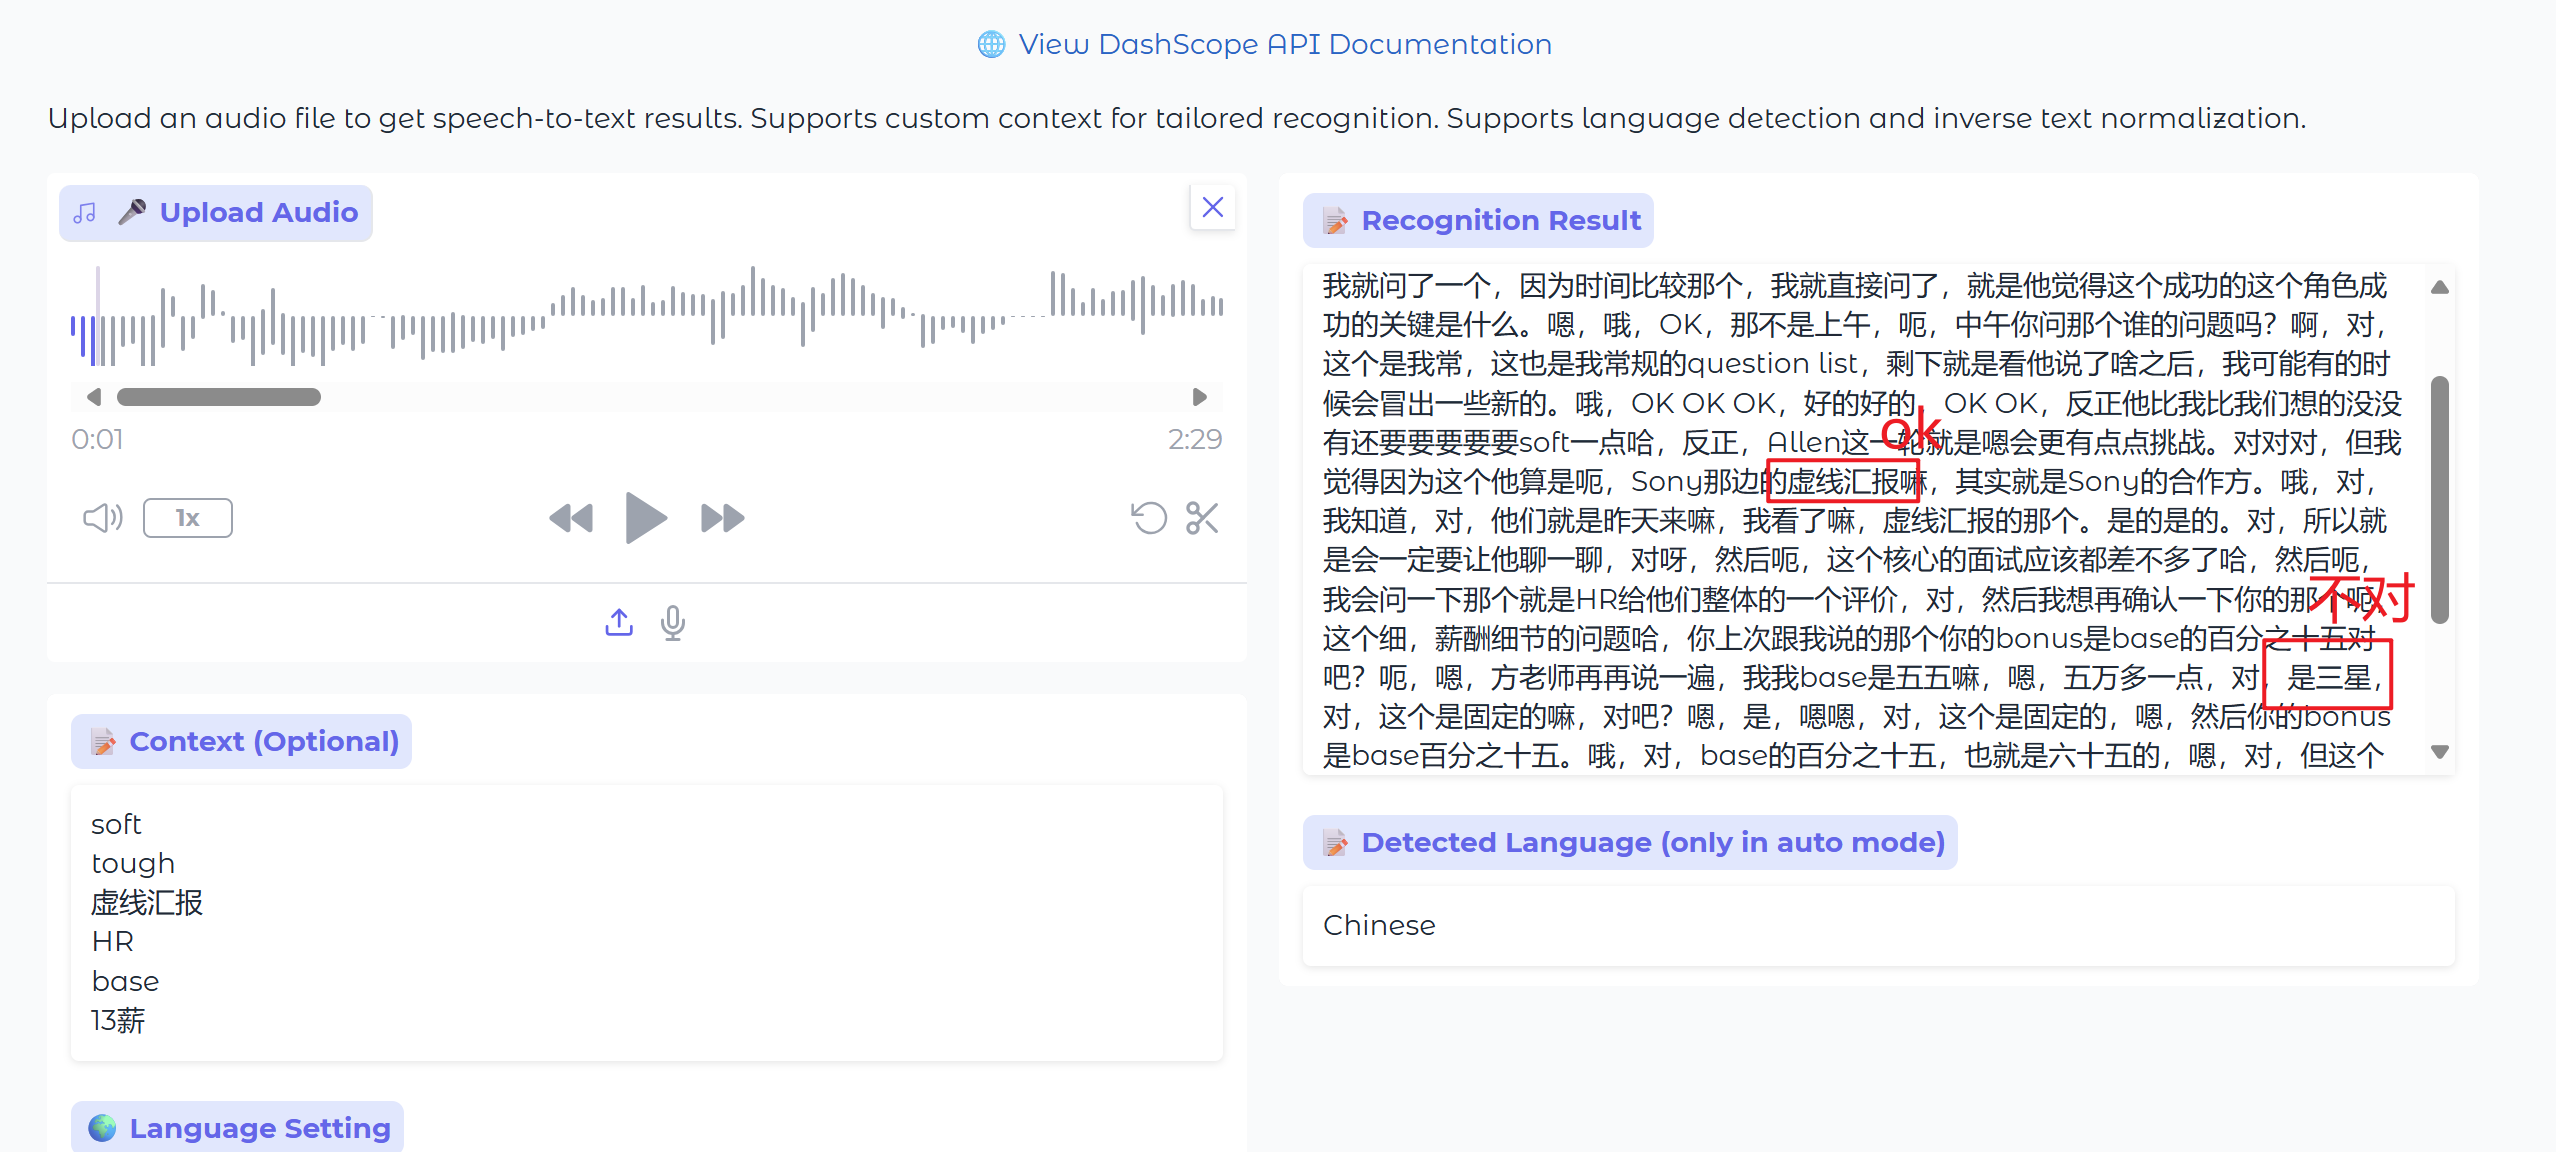 View DashScope API Documentation
Upload an audio file to get speech-to-text results. Supports custom context for tailored recognition. Supports language detection and inverse text normalization.
Upload Audio
0:01
2:29
1x
Context (Optional)
soft
tough
虚线汇报
HR
base
13薪
Language Setting
Recognition Result
我就问了一个，因为时间比较那个，我就直接问了，就是他觉得这个成功的这个角色成
功的关键是什么。嗯，哦，OK，那不是上午，呃，中午你问那个谁的问题吗？啊，对，
这个是我常，这也是我常规的question list，剩下就是看他说了啥之后，我可能有的时
候会冒出一些新的。哦，OK OK OK，好的好的，OK OK，反正他比我比我们想的没没
有还要要要要要soft一点哈，反正，Allen这一轮就是嗯会更有点点挑战。对对对，但我
ok
觉得因为这个他算是呃，Sony那边的虚线汇报嘛，其实就是Sony的合作方。哦，对，
我知道，对，他们就是昨天来嘛，我看了嘛，虚线汇报的那个。是的是的。对，所以就
是会一定要让他聊一聊，对呀，然后呃，这个核心的面试应该都差不多了哈，然后呃，
我会问一下那个就是HR给他们整体的一个评价，对，然后我想再确认一下你的那个呃，
不对
这个细，薪酬细节的问题哈，你上次跟我说的那个你的bonus是base的百分之十五对
吧？呃，嗯，方老师再再说一遍，我我base是五五嘛，嗯，五万多一点，对，是三星，
对，这个是固定的嘛，对吧？嗯，是，嗯嗯，对，这个是固定的，嗯，然后你的bonus
是base百分之十五。哦，对，base的百分之十五，也就是六十五的，嗯，对，但这个
Detected Language (only in auto mode)
Chinese